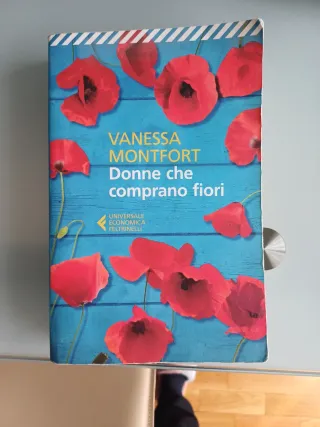 VANESSA
MONTFORT
Donne che
comprano fiori
UNIVERSALE
ECONOMICA
FELTRINELLI